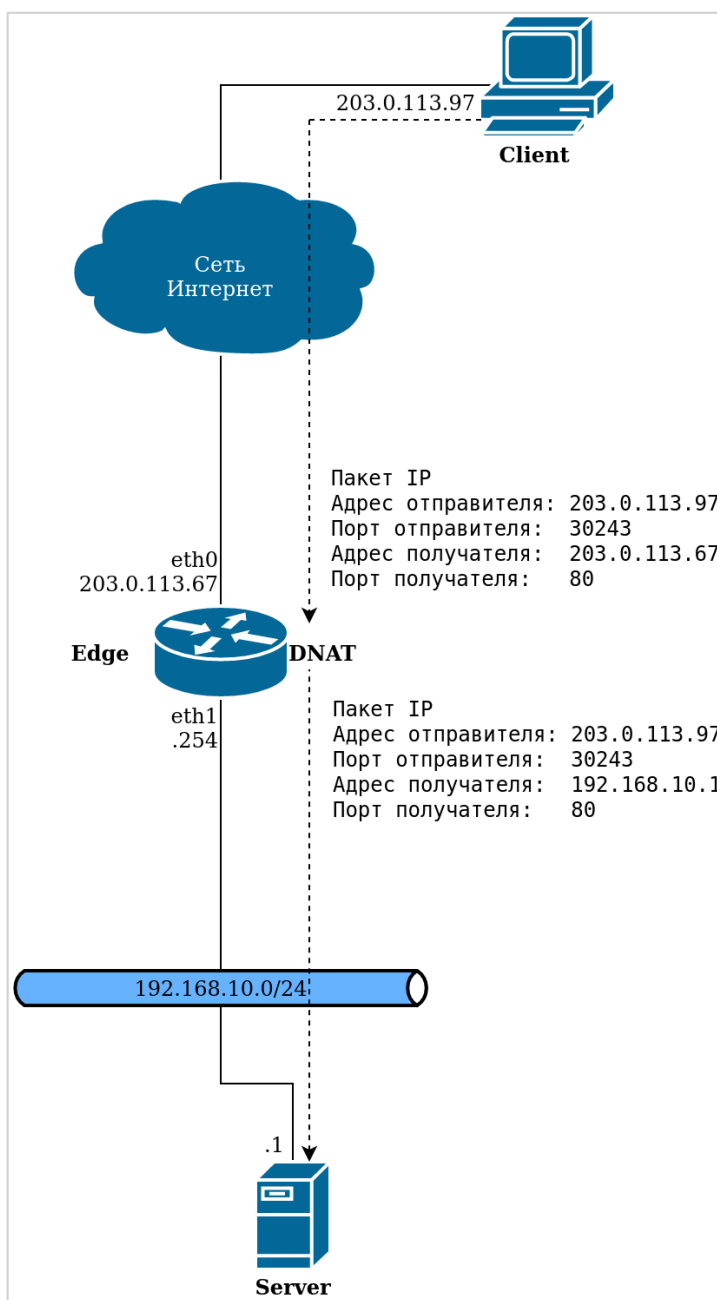 203.0.113.97
Client
Сеть
Интернет
Пакет IP
Адрес отправителя: 203.0.113.97
Порт отправителя: 30243
Адрес получателя: 203.0.113.67
Порт получателя: 80
eth0
203.0.113.67
Edge
DNAT
eth1
.254
Пакет IP
Адрес отправителя: 203.0.113.97
Порт отправителя: 30243
Адрес получателя: 192.168.10.1
Порт получателя: 80
192.168.10.0/24
.1
Server